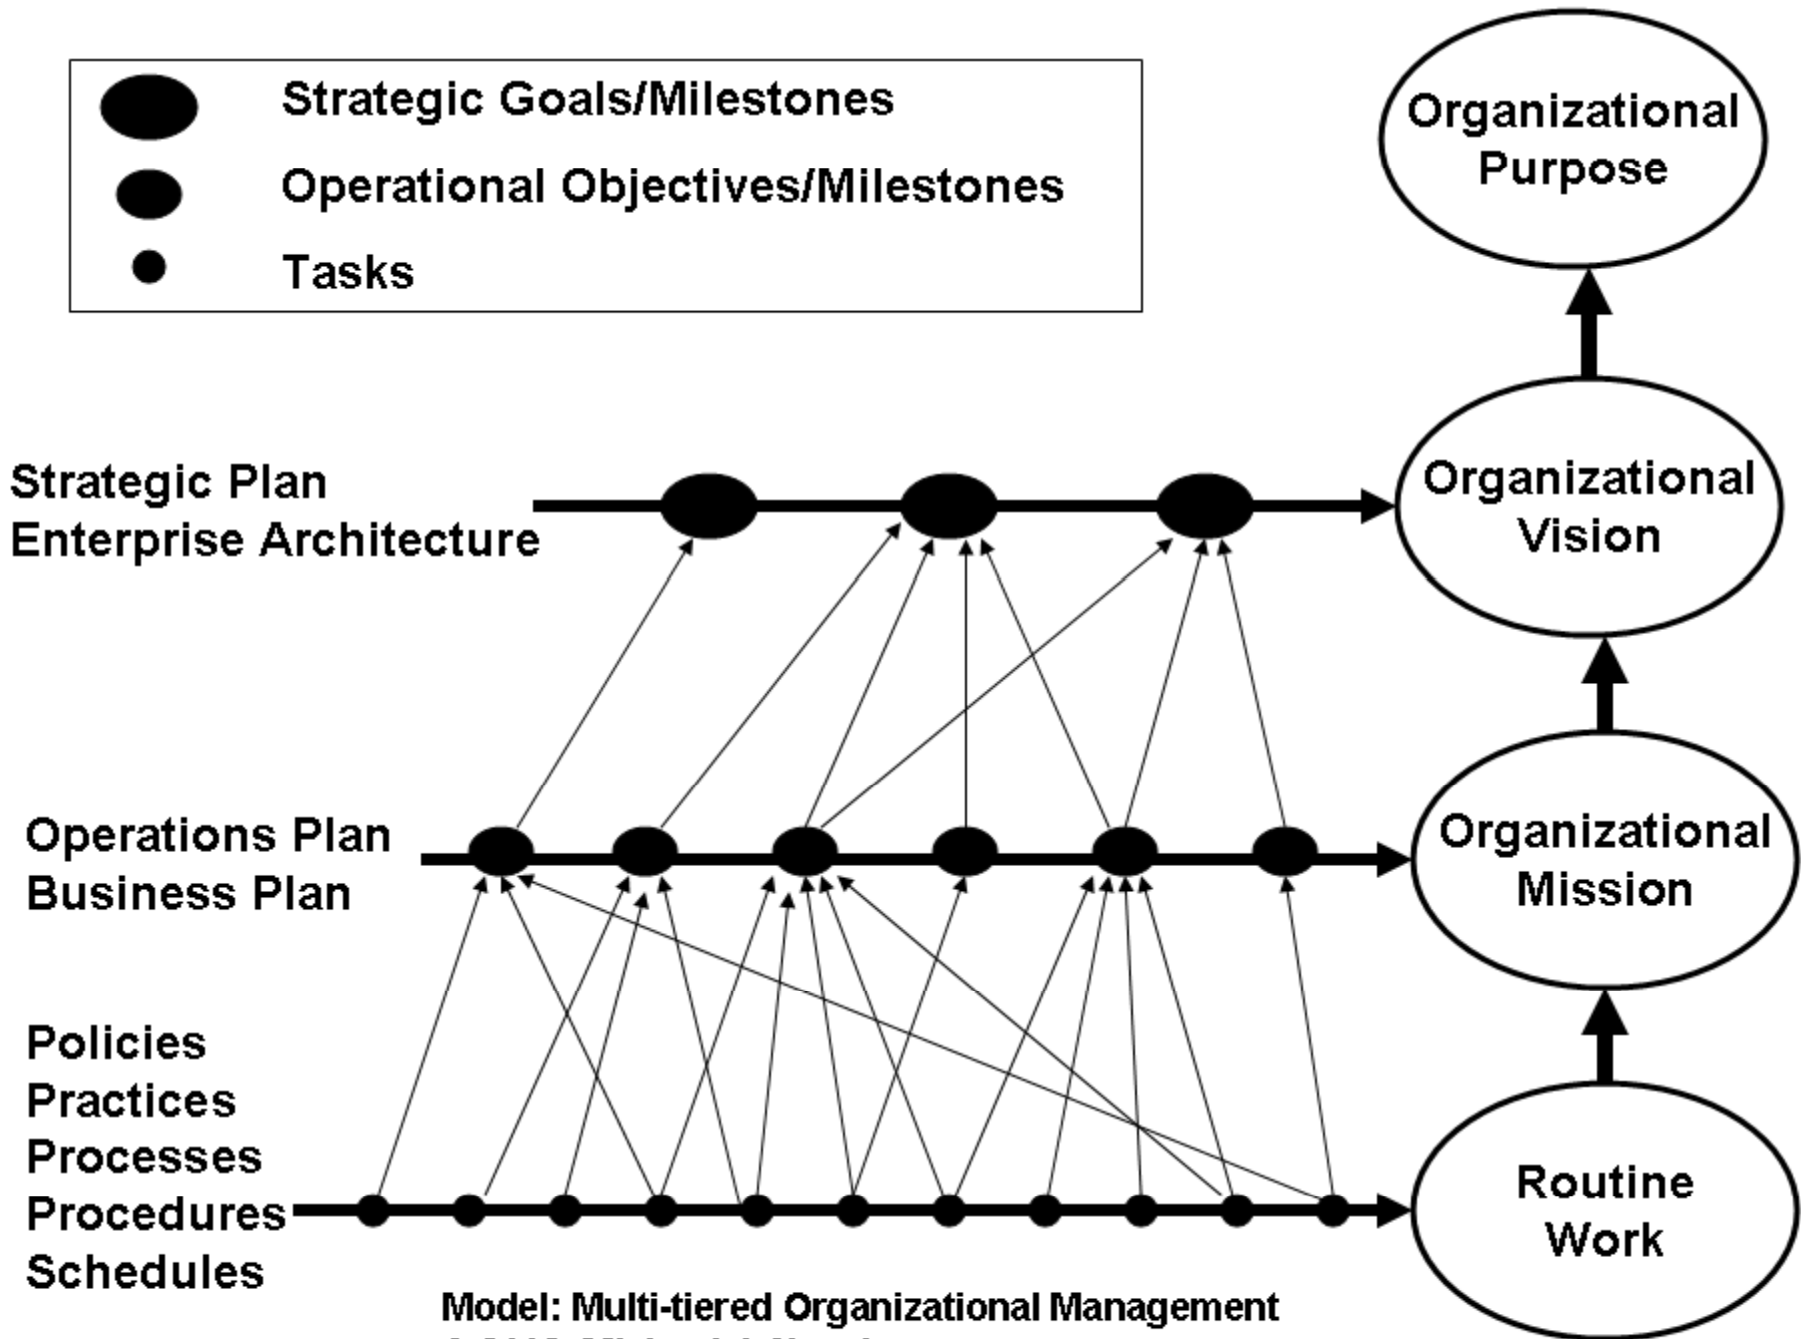 Strategic Goals/Milestones
Operational Objectives/Milestones
Tasks
Organizational
Purpose
Strategic Plan
Enterprise Architecture
Organizational
Vision
Operations Plan
Business Plan
Organizational
Mission
Policies
Practices
Processes
Procedures
Schedules
Routine
Work
Model: Multi-tiered Organizational Management